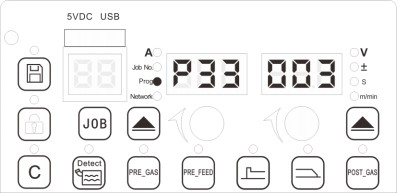 5VDC USB
A
V
Job No.
±
Prog
S
Network
m/min
P33
003
JOB
C
Detect
PRE_GAS
PRE_FEED
POST_GAS